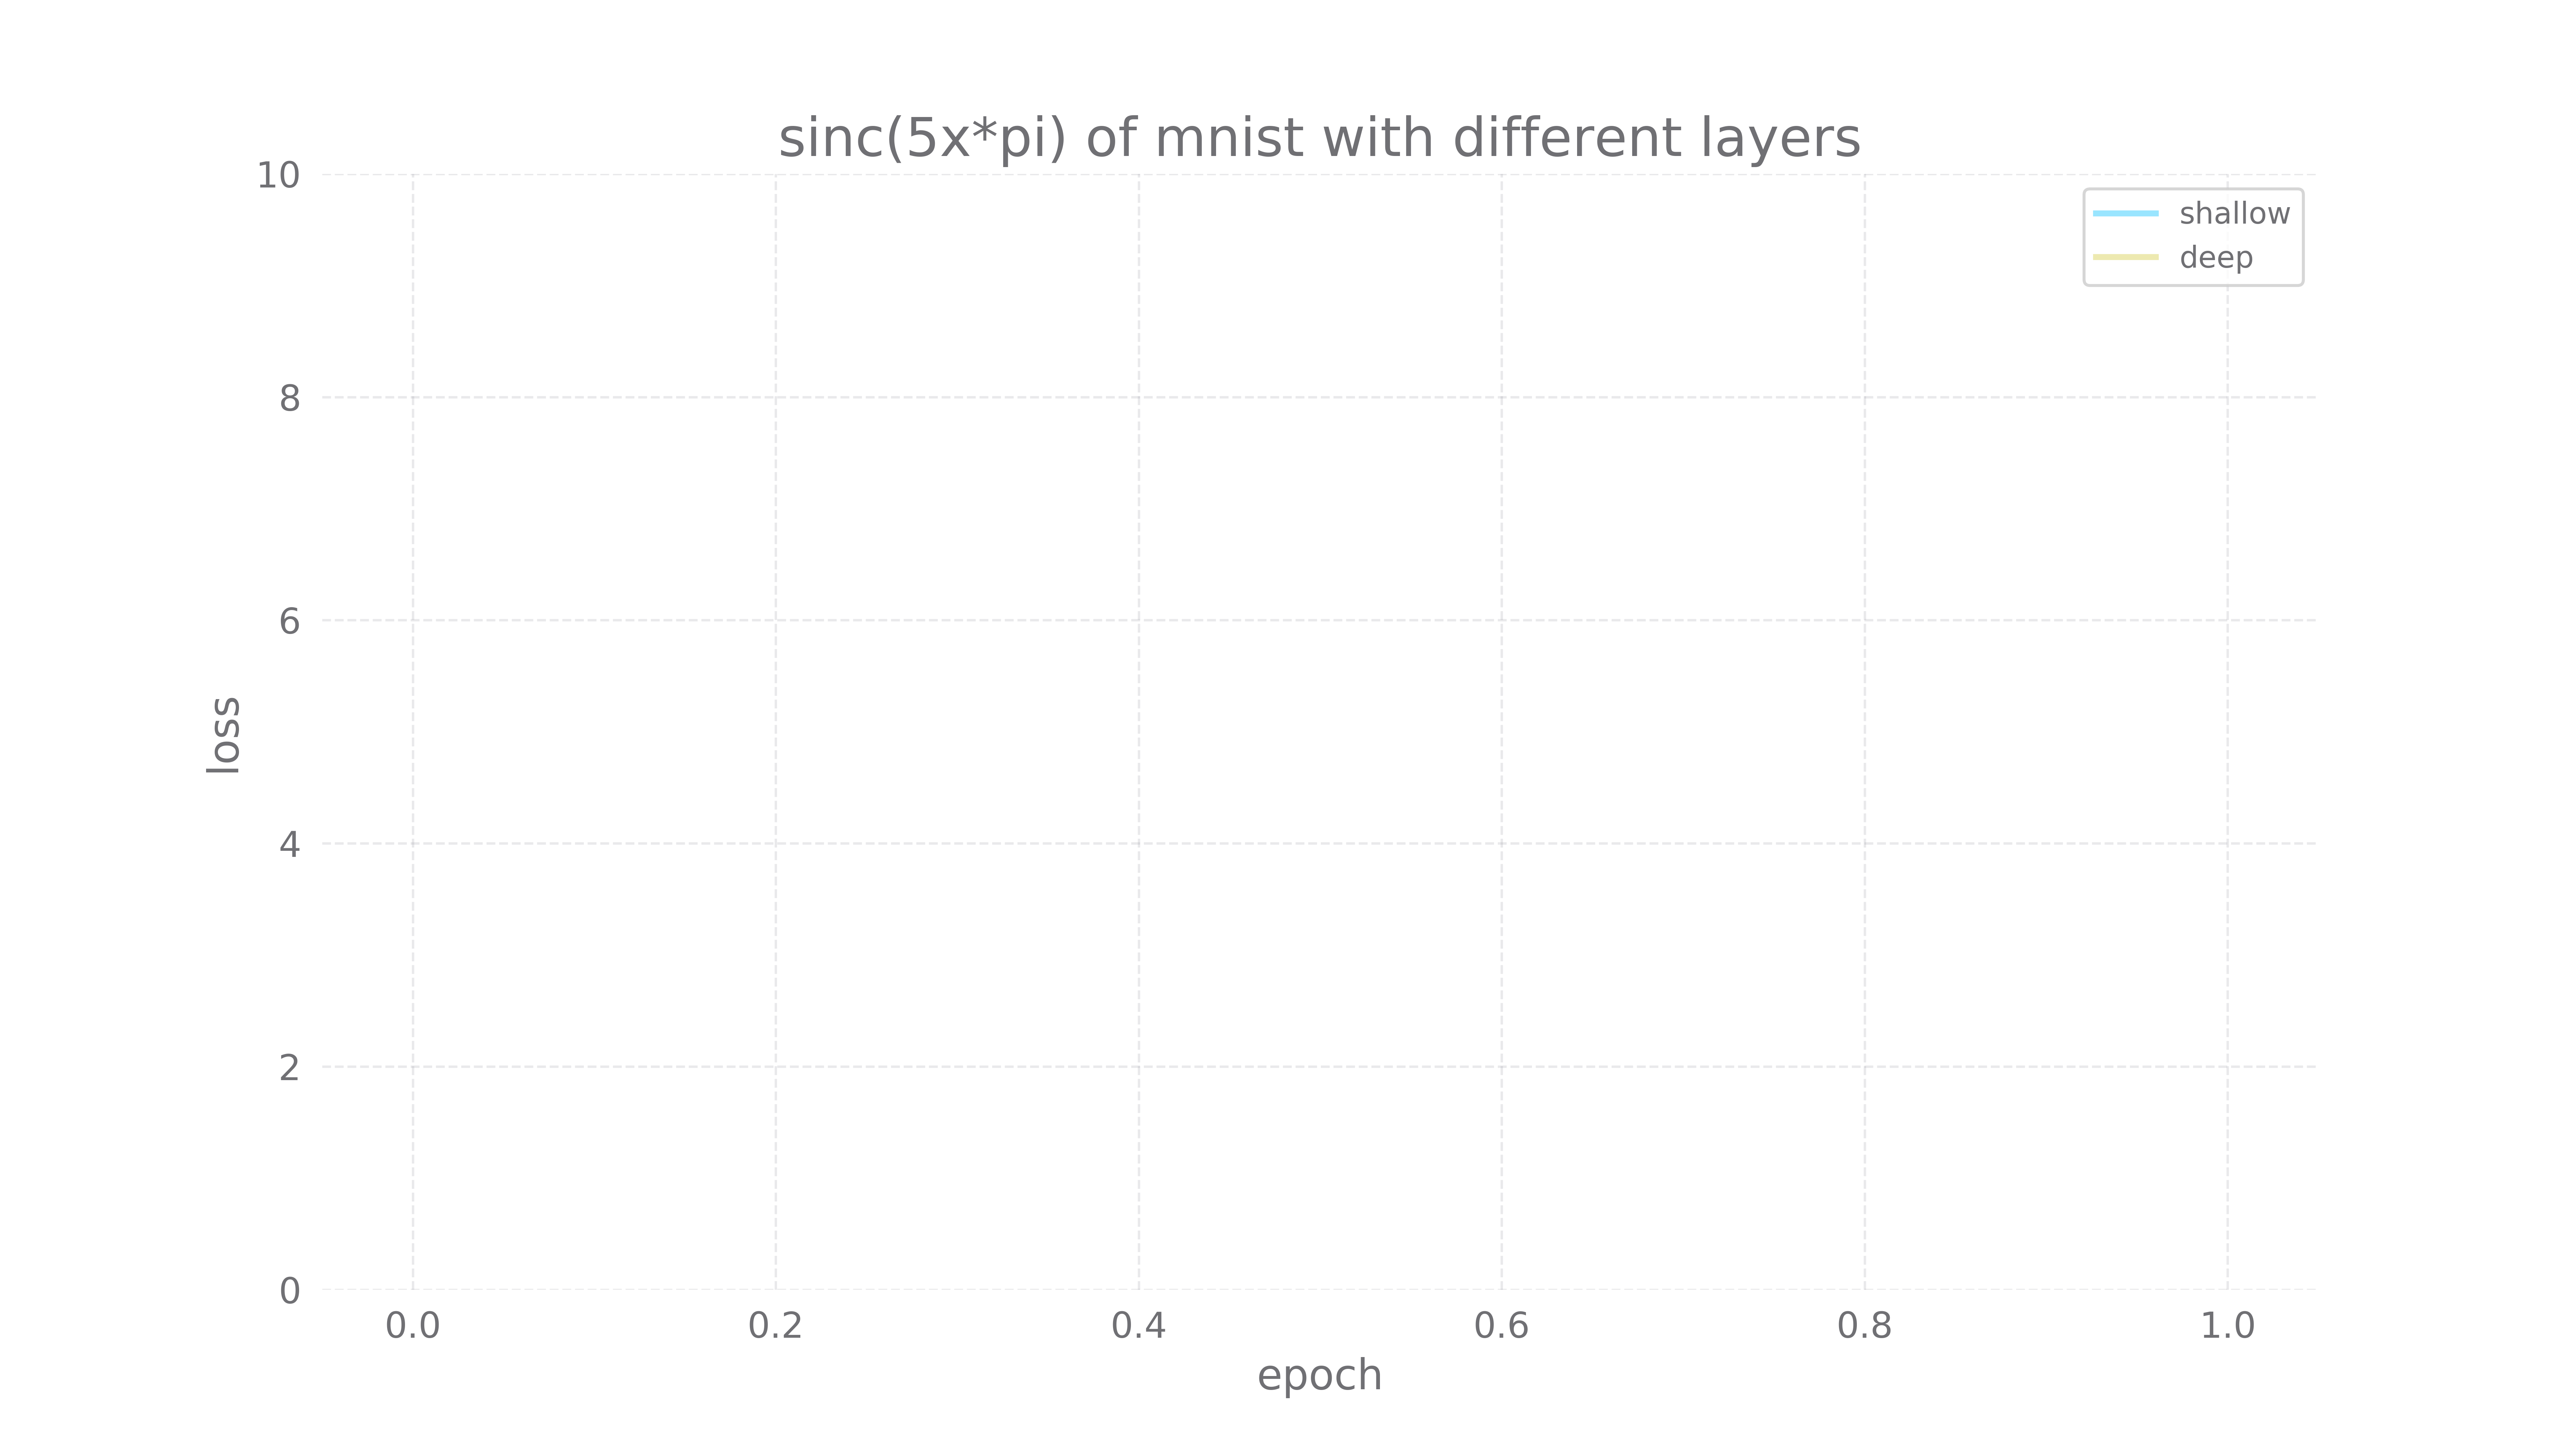 sinc(5x*pi) of mnist with different layers
shallow
deep
10
8
6
4
2
0
loss
0.0 0.2 0.4 0.6 0.8 1.0
epoch